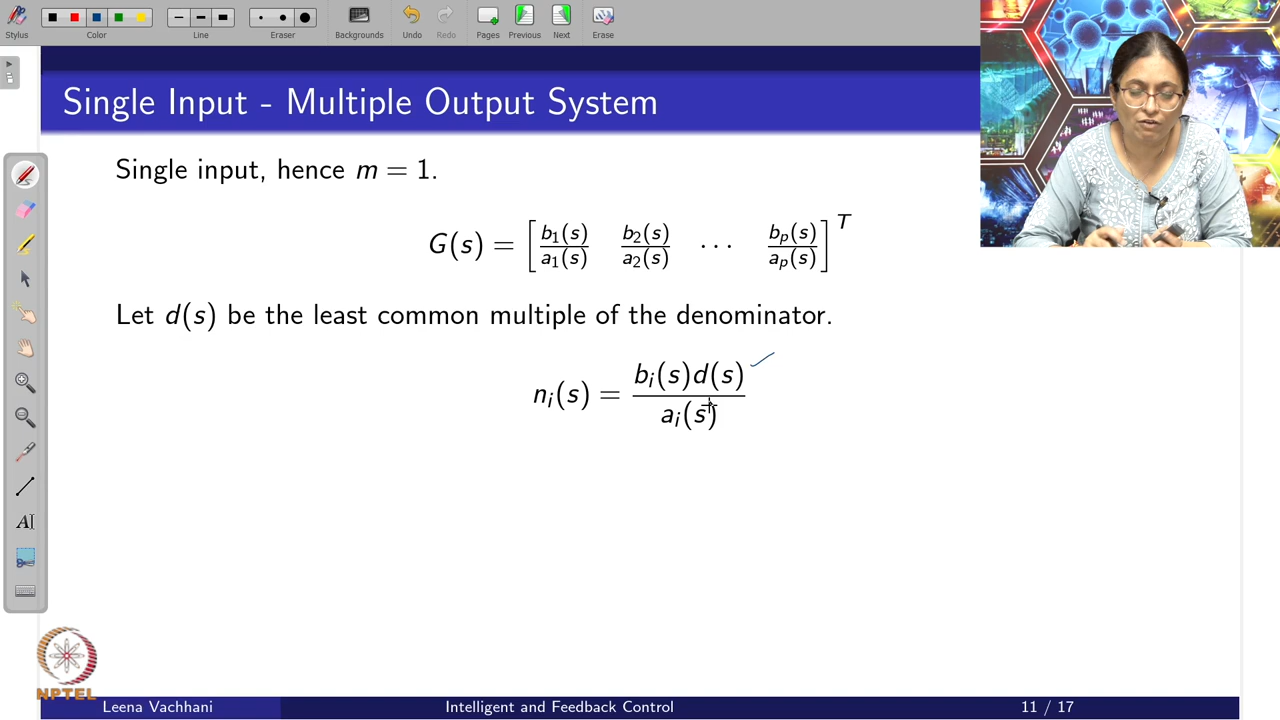 Stylus Color Line Eraser Backgrounds Undo Redo Pages Previous Next Erase
Single Input - Multiple Output System
Single input, hence m = 1.
G(s) = [ b₁(s)/a₁(s) b₂(s)/a₂(s) ⋯ bₚ(s)/aₚ(s) ]ᵀ
Let d(s) be the least common multiple of the denominator.
nᵢ(s) = bᵢ(s)d(s)/aᵢ(s)
NPTEL
Leena Vachhani Intelligent and Feedback Control 11 / 17